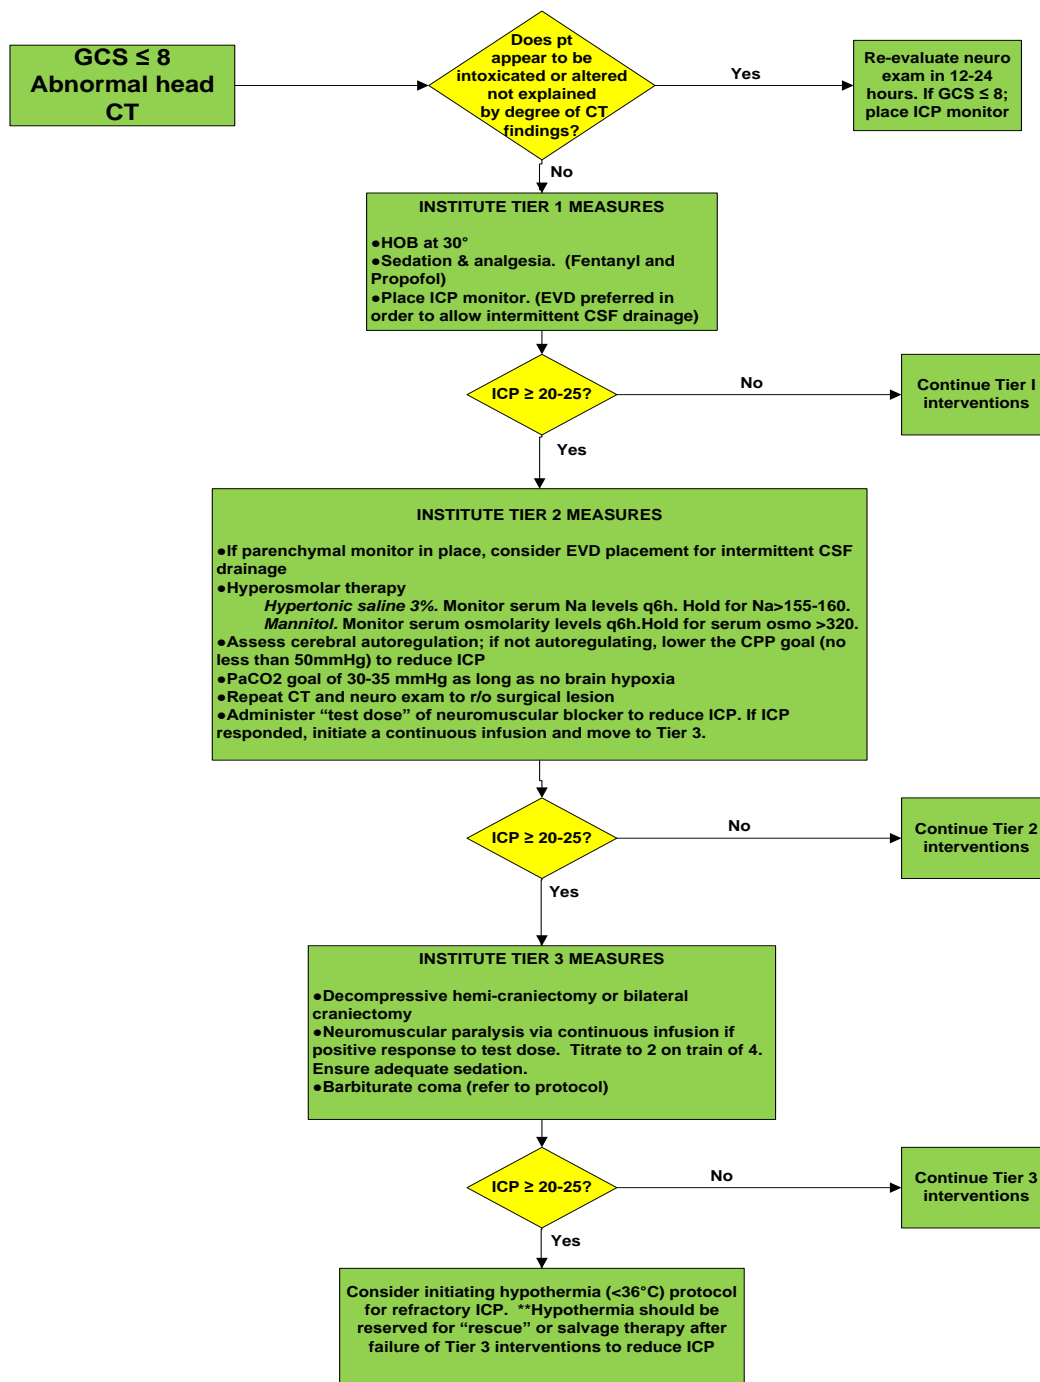 GCS ≤ 8
Abnormal head
CT
Does pt
appear to be
intoxicated or altered
not explained
by degree of CT
findings?
Yes
Re-evaluate neuro
exam in 12-24
hours. If GCS ≤ 8;
place ICP monitor
No
INSTITUTE TIER 1 MEASURES
●HOB at 30°
●Sedation & analgesia.  (Fentanyl and
Propofol)
●Place ICP monitor. (EVD preferred in
order to allow intermittent CSF drainage)
ICP ≥ 20-25?
No
Continue Tier I
interventions
Yes
INSTITUTE TIER 2 MEASURES
●If parenchymal monitor in place, consider EVD placement for intermittent CSF
drainage
●Hyperosmolar therapy
Hypertonic saline 3%. Monitor serum Na levels q6h. Hold for Na>155-160.
Mannitol. Monitor serum osmolarity levels q6h.Hold for serum osmo >320.
●Assess cerebral autoregulation; if not autoregulating, lower the CPP goal (no
less than 50mmHg) to reduce ICP
●PaCO2 goal of 30-35 mmHg as long as no brain hypoxia
●Repeat CT and neuro exam to r/o surgical lesion
●Administer “test dose” of neuromuscular blocker to reduce ICP. If ICP
responded, initiate a continuous infusion and move to Tier 3.
ICP ≥ 20-25?
No
Continue Tier 2
interventions
Yes
INSTITUTE TIER 3 MEASURES
●Decompressive hemi-craniectomy or bilateral
craniectomy
●Neuromuscular paralysis via continuous infusion if
positive response to test dose.  Titrate to 2 on train of 4.
Ensure adequate sedation.
●Barbiturate coma (refer to protocol)
ICP ≥ 20-25?
No
Continue Tier 3
interventions
Yes
Consider initiating hypothermia (<36°C) protocol
for refractory ICP.  **Hypothermia should be
reserved for “rescue” or salvage therapy after
failure of Tier 3 interventions to reduce ICP